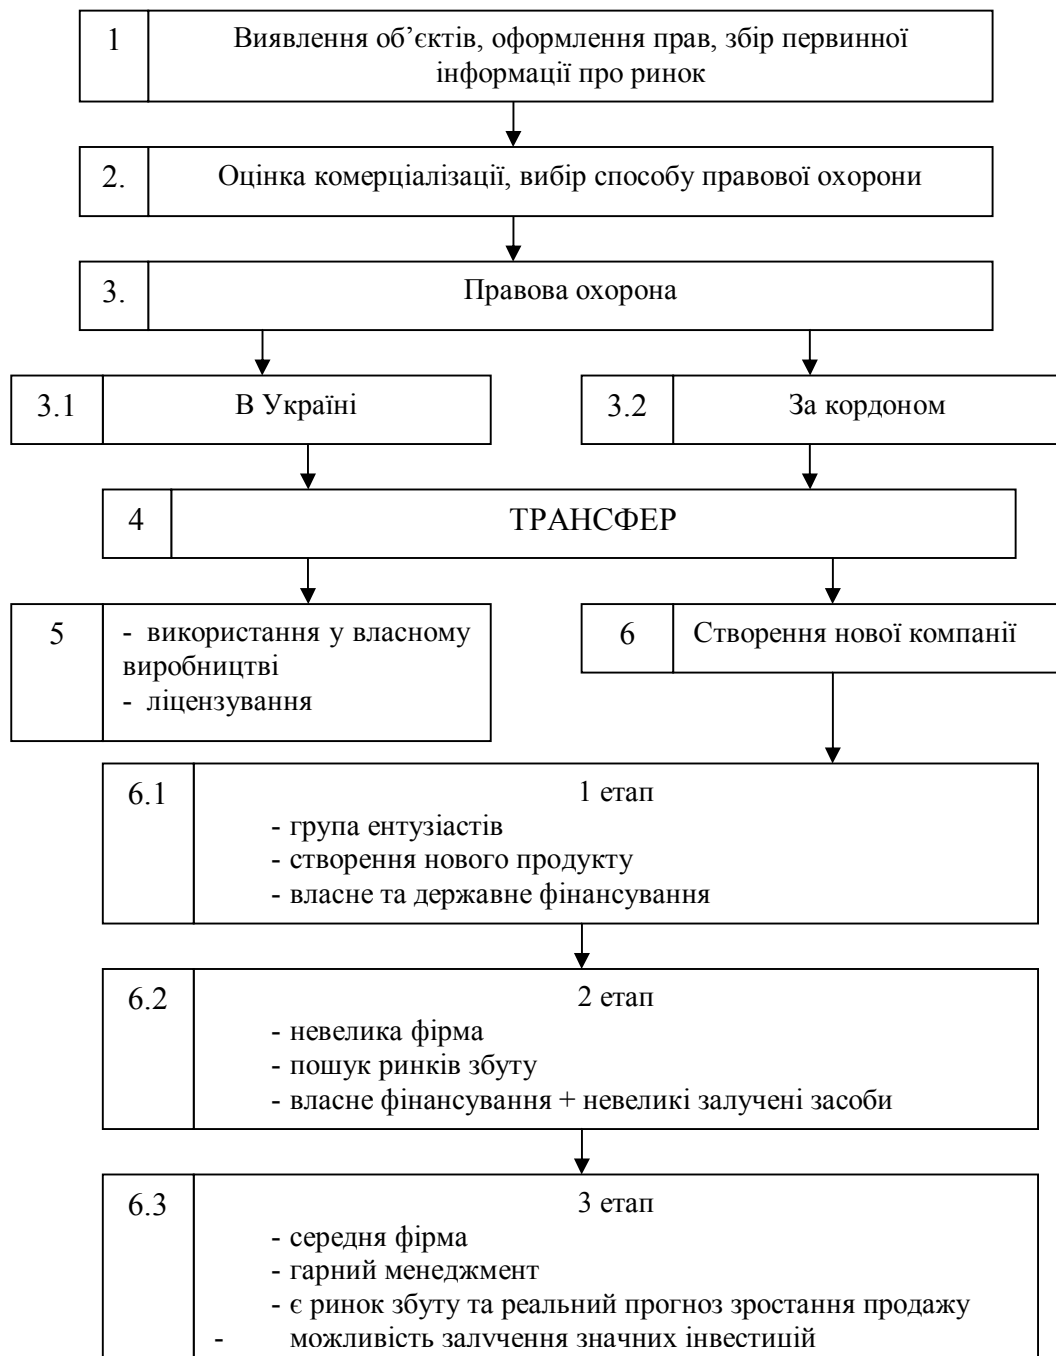 1
Виявлення об’єктів, оформлення прав, збір первинної
інформації про ринок
2.
Оцінка комерціалізації, вибір способу правової охорони
3.
Правова охорона
3.1
В Україні
3.2
За кордоном
4
ТРАНСФЕР
5
- використання у власному
виробництві
- ліцензування
6
Створення нової компанії
6.1
1 етап
- група ентузіастів
- створення нового продукту
- власне та державне фінансування
6.2
2 етап
- невелика фірма
- пошук ринків збуту
- власне фінансування + невеликі залучені засоби
6.3
3 етап
- середня фірма
- гарний менеджмент
- є ринок збуту та реальний прогноз зростання продажу
- можливість залучення значних інвестицій